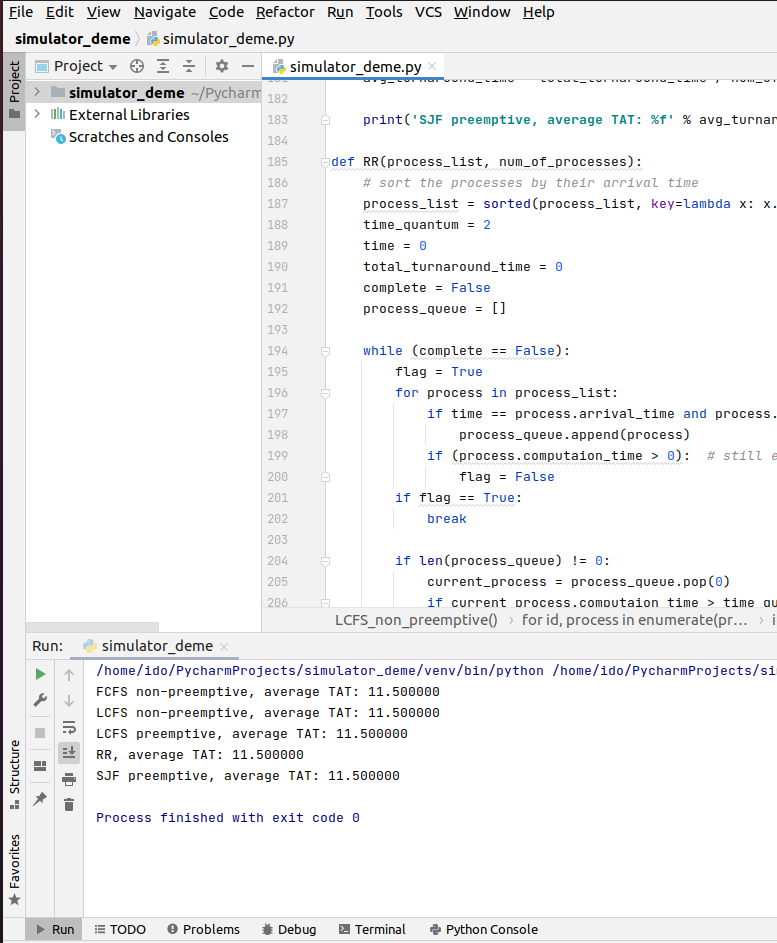 File Edit View Navigate Code Refactor Run Tools VCS Window Help
simulator_deme simulator_deme.py
Project
Project
simulator_deme.py
simulator_deme ~/Pycharm
External Libraries
Scratches and Consoles
182
183 print('SJF preemptive, average TAT: %f' % avg_turnar
184
185 def RR(process_list, num_of_processes):
186 # sort the processes by their arrival time
187 process_list = sorted(process_list, key=lambda x: x.
188 time_quantum = 2
189 time = 0
190 total_turnaround_time = 0
191 complete = False
192 process_queue = []
193
194 while (complete == False):
195 flag = True
196 for process in process_list:
197 if time == process.arrival_time and process.
198 process_queue.append(process)
199 if (process.computaion_time > 0): # still e
200 flag = False
201 if flag == True:
202 break
203
204 if len(process_queue) != 0:
205 current_process = process_queue.pop(0)
206 if current_process.computaion_time > time_qu
LCFS_non_preemptive() › for id, process in enumerate(pr... › i
Run: simulator_deme
/home/ido/PycharmProjects/simulator_deme/venv/bin/python /home/ido/PycharmProjects/sim
FCFS non-preemptive, average TAT: 11.500000
LCFS non-preemptive, average TAT: 11.500000
LCFS preemptive, average TAT: 11.500000
RR, average TAT: 11.500000
SJF preemptive, average TAT: 11.500000
Process finished with exit code 0
Structure
Favorites
Run TODO Problems Debug Terminal Python Console